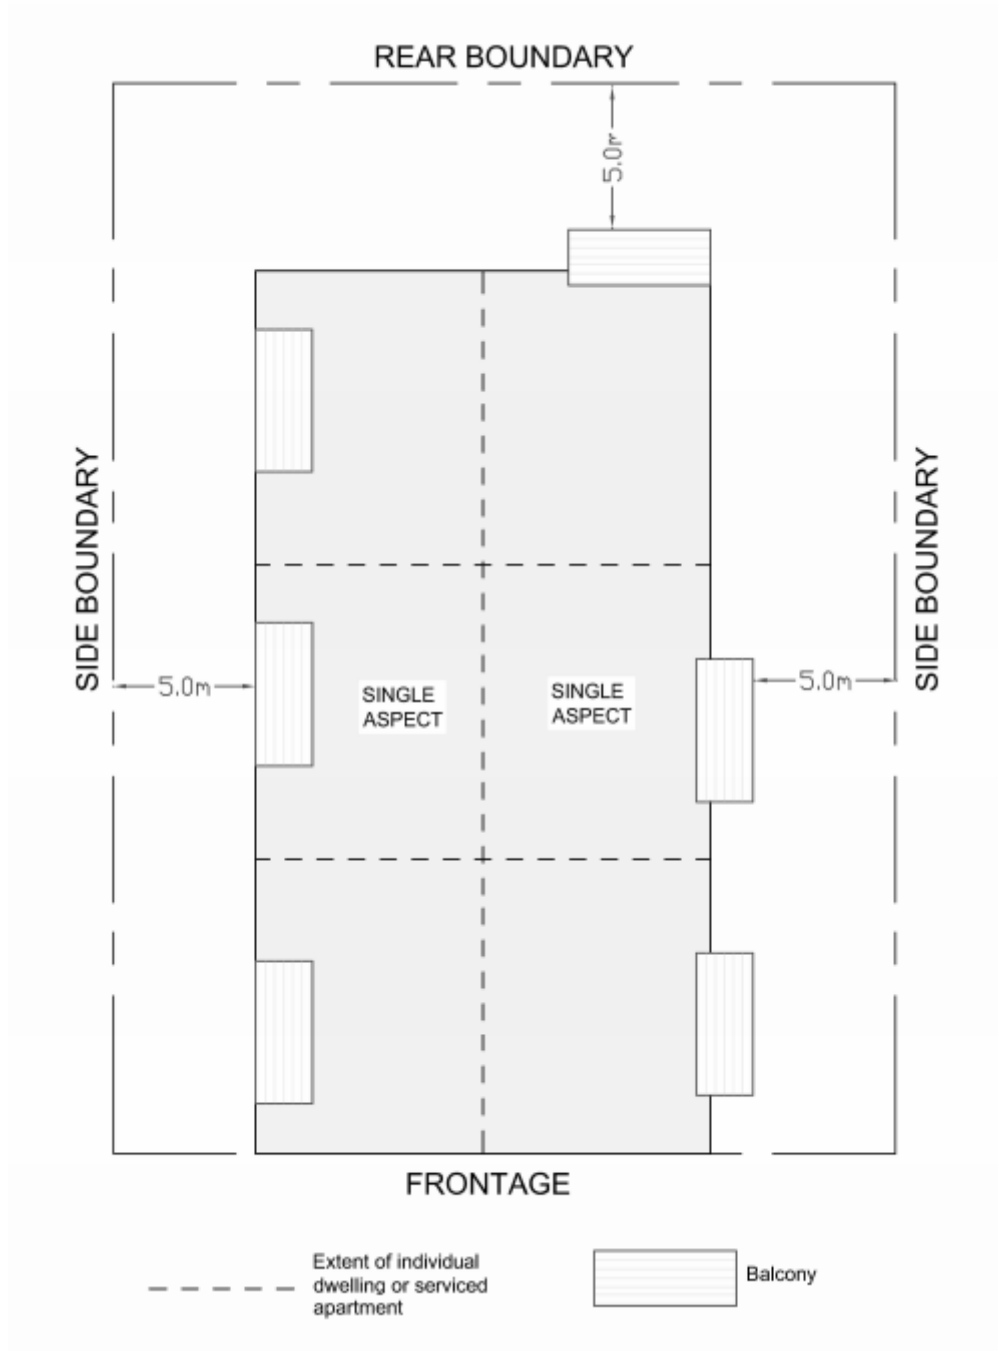 REAR BOUNDARY
5.0m
SIDE BOUNDARY
SIDE BOUNDARY
5.0m
SINGLE
ASPECT
SINGLE
ASPECT
5.0m
FRONTAGE
Extent of individual
dwelling or serviced
apartment
Balcony